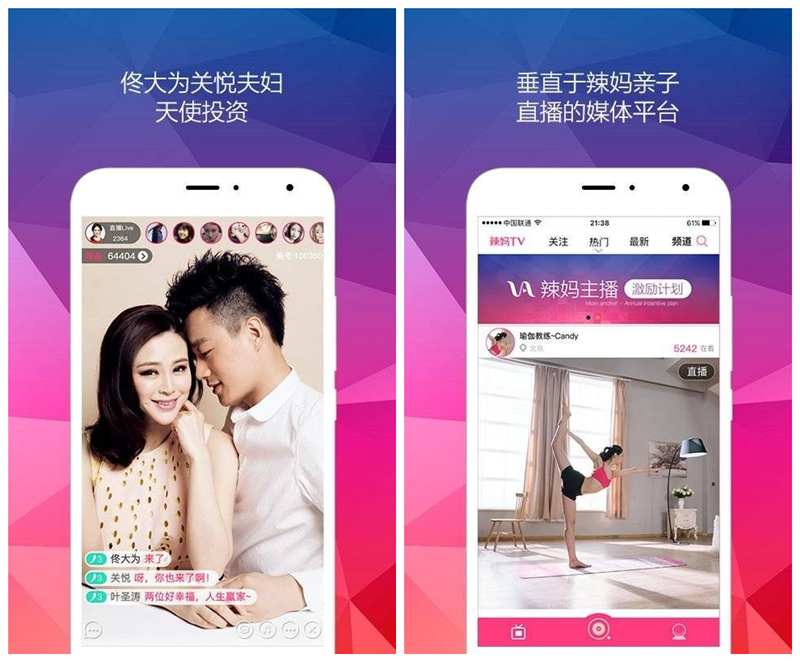 佟大为关悦夫妇
天使投资
直播Live
2364
64404
靓号:100360
佟大为 来了
关悦 呀，你也来了啊!
叶圣涛 两位好幸福，人生赢家~
垂直于辣妈亲子
直播的媒体平台
中国联通 21:38 61%
辣妈TV 关注 热门 最新 频道
辣妈主播 激励计划
Mom anchor - Annual incentive plan
瑜伽教练~Candy
北京
5242 在看
直播